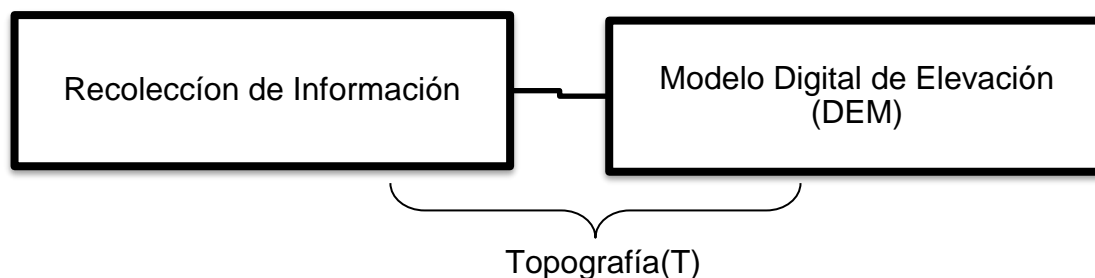 Recoleccíon de Información
Modelo Digital de Elevación
(DEM)
Topografía(T)